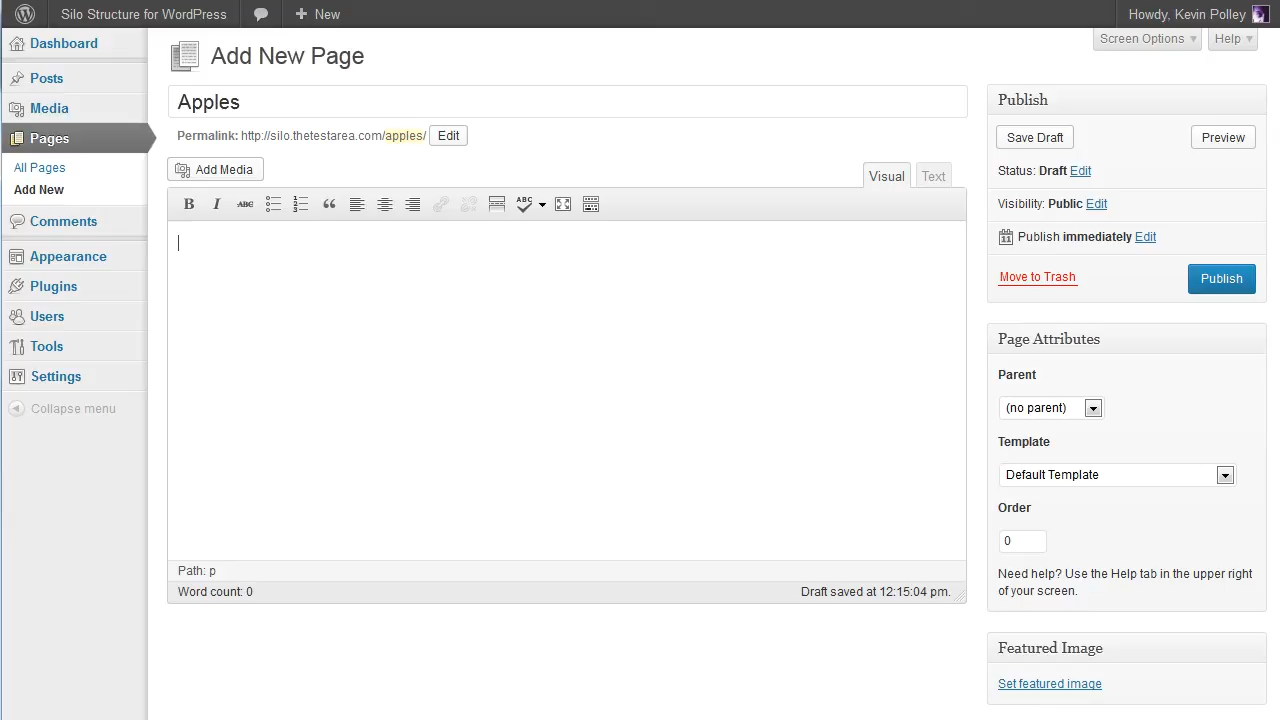 Silo Structure for WordPress
New
Howdy, Kevin Polley
Screen Options
Help
Dashboard
Posts
Media
Pages
All Pages
Add New
Comments
Appearance
Plugins
Users
Tools
Settings
Collapse menu
Add New Page
Apples
Permalink: http://silo.thetestarea.com/apples/ Edit
Add Media
Visual
Text
B I ABC
ABC
Path: p
Word count: 0
Draft saved at 12:15:04 pm.
Publish
Save Draft
Preview
Status: Draft Edit
Visibility: Public Edit
11 Publish immediately Edit
Move to Trash
Publish
Page Attributes
Parent
(no parent)
Template
Default Template
Order
0
Need help? Use the Help tab in the upper right
of your screen.
Featured Image
Set featured image